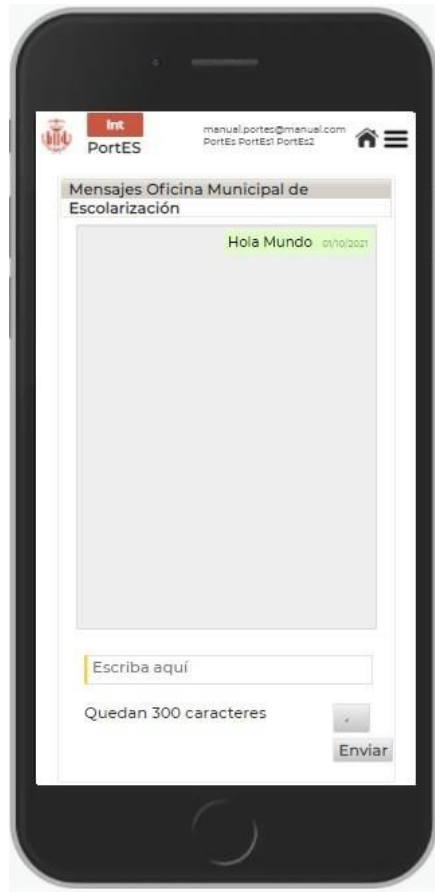 Int
PortES
manual.portes@manual.com
PortEs PortEs1 PortEs2
Mensajes Oficina Municipal de
Escolarización
Hola Mundo 01/10/2021
Escriba aquí
Quedan 300 caracteres
Enviar